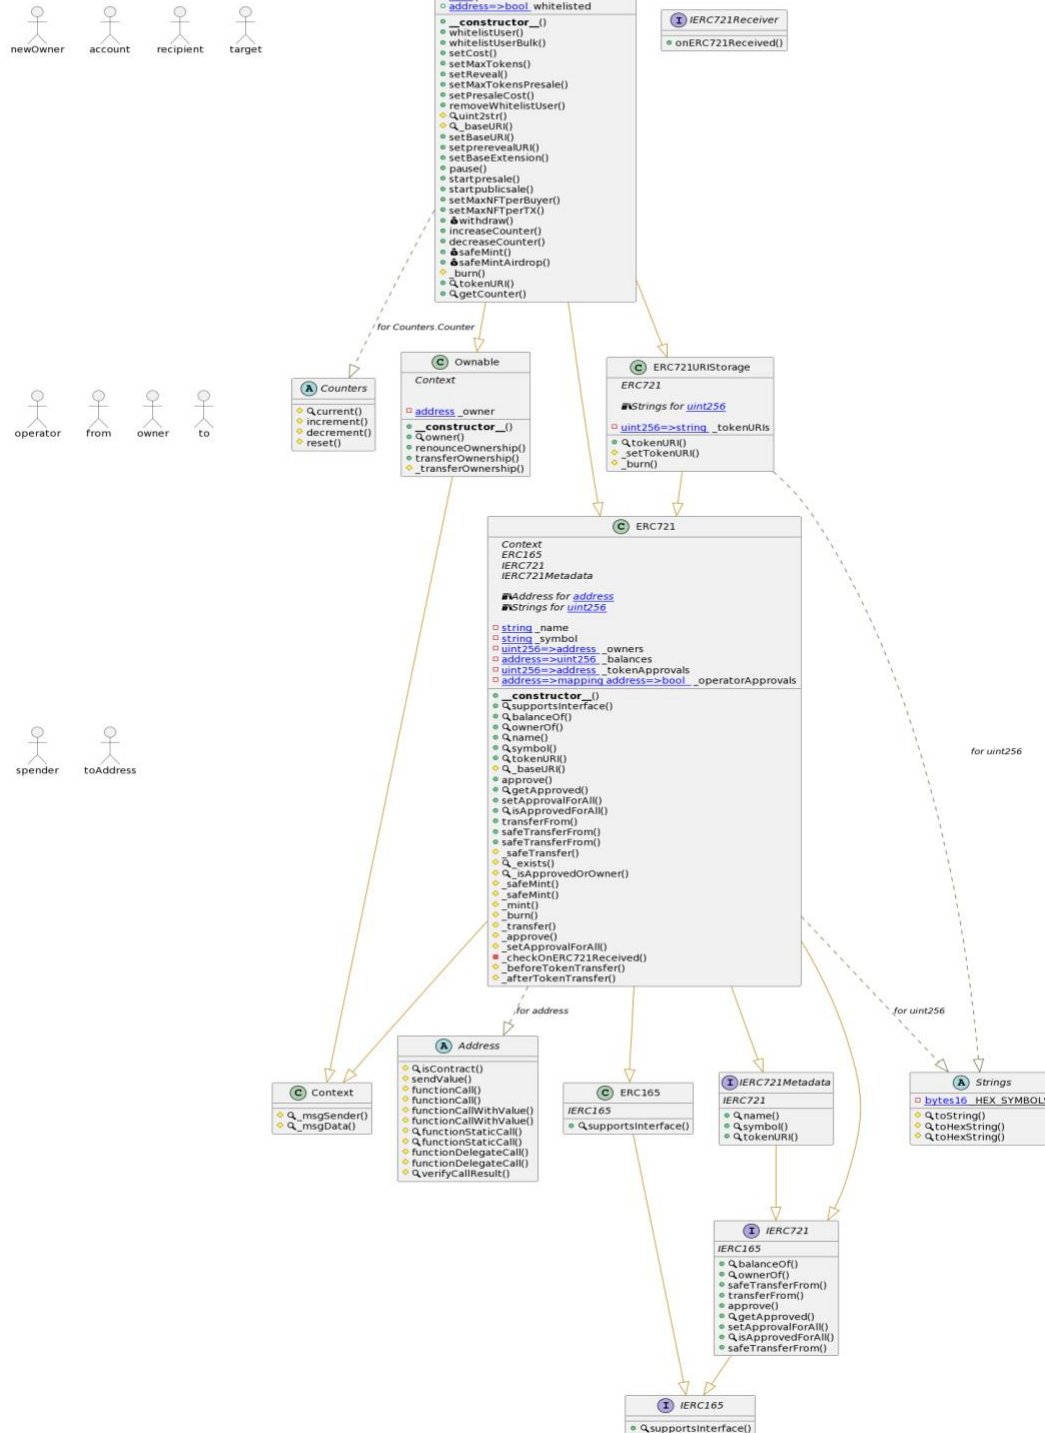 address=>bool whitelisted
__constructor__()
whitelistUser()
whitelistUserBulk()
setCost()
setMaxTokens()
setReveal()
setMaxTokensPresale()
setPresaleCost()
removeWhitelistUser()
uint2str()
_baseURI()
setBaseURI()
setprerevealURI()
setBaseExtension()
pause()
startpresale()
startpublicsale()
setMaxNFTperBuyer()
setMaxNFTperTX()
withdraw()
increaseCounter()
decreaseCounter()
safeMint()
safeMintAirdrop()
_burn()
tokenURI()
getCounter()
I IERC721Receiver
onERC721Received()
newOwner account recipient target
for Counters.Counter
A Counters
current()
increment()
decrement()
reset()
C Ownable
Context
address _owner
__constructor__()
owner()
renounceOwnership()
transferOwnership()
_transferOwnership()
C ERC721URIStorage
ERC721
Strings for uint256
uint256=>string _tokenURIs
tokenURI()
_setTokenURI()
_burn()
operator from owner to
C ERC721
Context
ERC165
IERC721
IERC721Metadata
Address for address
Strings for uint256
string _name
string _symbol
uint256=>address _owners
address=>uint256 _balances
uint256=>address _tokenApprovals
address=>mapping address=>bool _operatorApprovals
__constructor__()
supportsInterface()
balanceOf()
ownerOf()
name()
symbol()
tokenURI()
_baseURI()
approve()
getApproved()
setApprovalForAll()
isApprovedForAll()
transferFrom()
safeTransferFrom()
safeTransferFrom()
_safeTransfer()
_exists()
_isApprovedOrOwner()
_safeMint()
_safeMint()
_mint()
_burn()
_transfer()
_approve()
_setApprovalForAll()
_checkOnERC721Received()
_beforeTokenTransfer()
_afterTokenTransfer()
spender toAddress
for uint256
for address
for uint256
C Context
_msgSender()
_msgData()
A Address
isContract()
sendValue()
functionCall()
functionCall()
functionCallWithValue()
functionCallWithValue()
functionStaticCall()
functionStaticCall()
functionDelegateCall()
functionDelegateCall()
verifyCallResult()
C ERC165
IERC165
supportsInterface()
I IERC721Metadata
IERC721
name()
symbol()
tokenURI()
A Strings
bytes16 _HEX_SYMBOLS
toString()
toHexString()
toHexString()
I IERC721
IERC165
balanceOf()
ownerOf()
safeTransferFrom()
transferFrom()
approve()
getApproved()
setApprovalForAll()
isApprovedForAll()
safeTransferFrom()
I IERC165
supportsInterface()